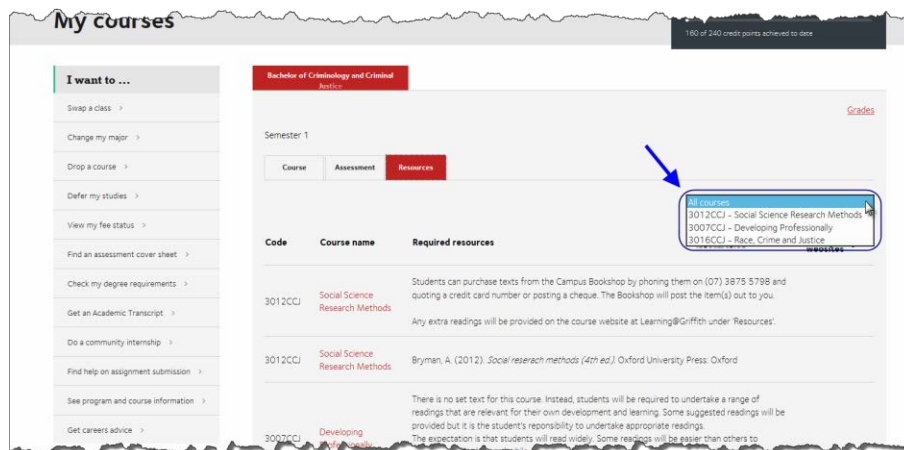 My courses
160 of 240 credit points achieved to date
I want to ...
Swap a class >
Change my major >
Drop a course >
Defer my studies >
View my fee status >
Find an assessment cover sheet >
Check my degree requirements >
Get an Academic Transcript >
Do a community internship >
Find help on assignment submission >
See program and course information >
Get careers advice >
Bachelor of Criminology and Criminal
Justice
Grades
Semester 1
Course Assessment Resources
All courses
3012CCJ - Social Science Research Methods
3007CCJ - Developing Professionally
3016CCJ - Race, Crime and Justice
Code Course name Required resources websites
3012CCJ Social Science Research Methods
Students can purchase texts from the Campus Bookshop by phoning them on (07) 3875 5798 and
quoting a credit card number or posting a cheque. The Bookshop will post the item(s) out to you.
Any extra readings will be provided on the course website at Learning@Griffith under 'Resources'.
3012CCJ Social Science Research Methods
Bryman, A. (2012). Social reserach methods (4th ed.). Oxford University Press: Oxford
3007CCJ Developing Professionally
There is no set text for this course. Instead, students will be required to undertake a range of
readings that are relevant for their own development and learning. Some suggested readings will be
provided but it is the student's reponsibility to undertake appropriate readings.
The expectation is that students will read widely. Some readings will be easier than others to